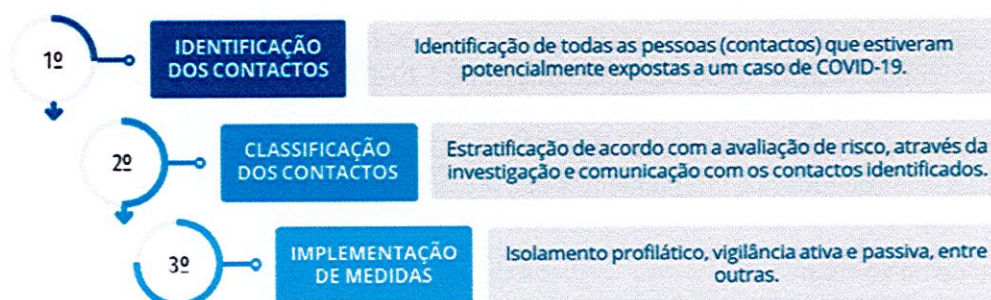 1º
IDENTIFICAÇÃO
DOS CONTACTOS
Identificação de todas as pessoas (contactos) que estiveram
potencialmente expostas a um caso de COVID-19.
2º
CLASSIFICAÇÃO
DOS CONTACTOS
Estratificação de acordo com a avaliação de risco, através da
investigação e comunicação com os contactos identificados.
3º
IMPLEMENTAÇÃO
DE MEDIDAS
Isolamento profilático, vigilância ativa e passiva, entre
outras.